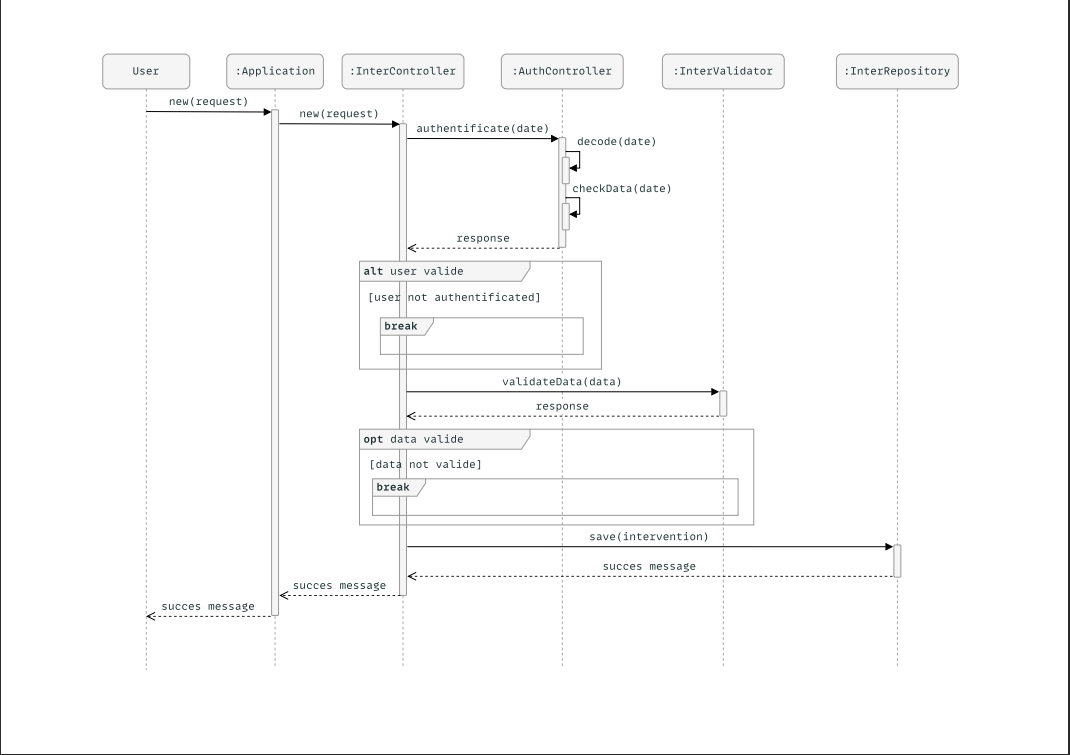 User
:Application
:InterController
:AuthController
:InterValidator
:InterRepository
new(request)
new(request)
authentificate(date)
decode(date)
checkData(date)
response
alt user valide
[user not authentificated]
break
validateData(data)
response
opt data valide
[data not valide]
break
save(intervention)
succes message
succes message
succes message